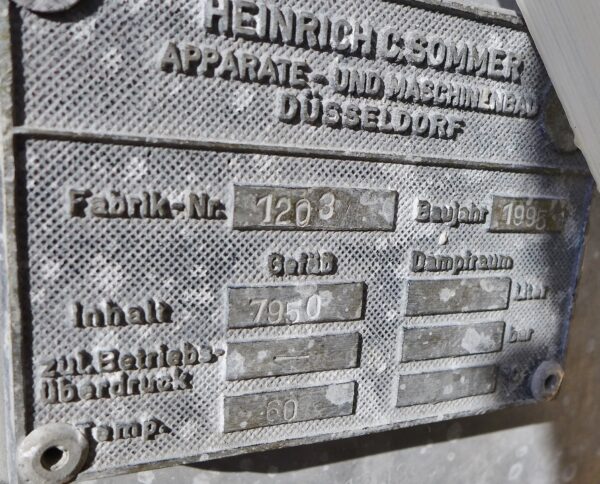 HEINRICH C. SOMMER
APPARATE- UND MASCHINENBAU
DÜSSELDORF
Fabrik-Nr. 1203 Baujahr 1995
Gefäß Dampfraum
Inhalt 7950 Liter
zul. Betriebs- — bar
überdruck
Temp. 60